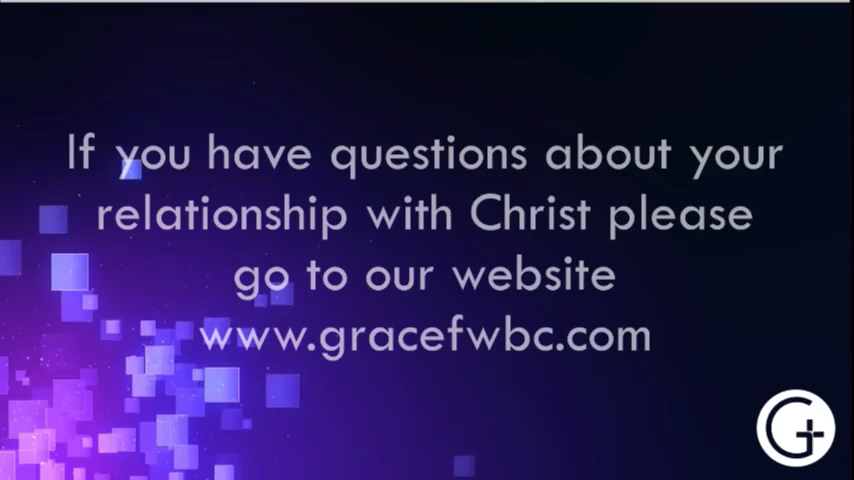 If you have questions about your
relationship with Christ please
go to our website
www.gracefwbc.com